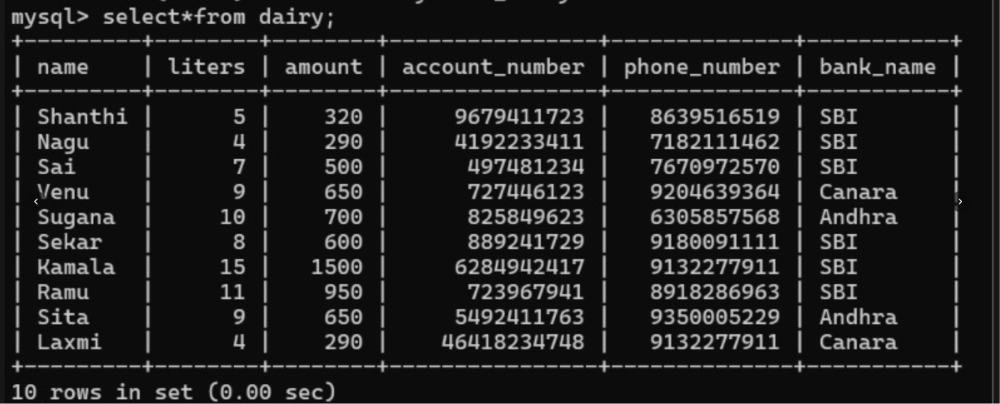 mysql> select*from dairy;
+---------+--------+--------+----------------+--------------+-----------+
| name    | liters | amount | account_number | phone_number | bank_name |
+---------+--------+--------+----------------+--------------+-----------+
| Shanthi |      5 |    320 |     9679411723 |   8639516519 | SBI       |
| Nagu    |      4 |    290 |     4192233411 |   7182111462 | SBI       |
| Sai     |      7 |    500 |      497481234 |   7670972570 | SBI       |
| Venu    |      9 |    650 |      727446123 |   9204639364 | Canara    |
| Sugana  |     10 |    700 |      825849623 |   6305857568 | Andhra    |
| Sekar   |      8 |    600 |      889241729 |   9180091111 | SBI       |
| Kamala  |     15 |   1500 |     6284942417 |   9132277911 | SBI       |
| Ramu    |     11 |    950 |      723967941 |   8918286963 | SBI       |
| Sita    |      9 |    650 |     5492411763 |   9350005229 | Andhra    |
| Laxmi   |      4 |    290 |    46418234748 |   9132277911 | Canara    |
+---------+--------+--------+----------------+--------------+-----------+
10 rows in set (0.00 sec)